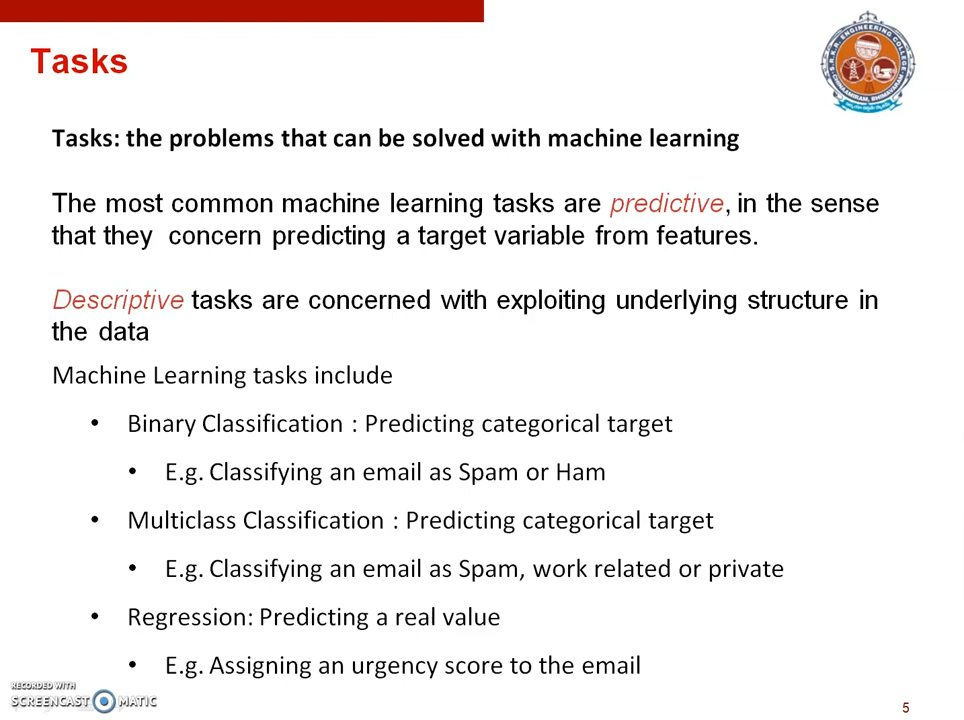 Tasks
S.R.K.R. ENGINEERING COLLEGE
CHINNAMIRAM, BHIMAVARAM
Tasks: the problems that can be solved with machine learning
The most common machine learning tasks are predictive, in the sense
that they concern predicting a target variable from features.
Descriptive tasks are concerned with exploiting underlying structure in
the data
Machine Learning tasks include
• Binary Classification : Predicting categorical target
• E.g. Classifying an email as Spam or Ham
• Multiclass Classification : Predicting categorical target
• E.g. Classifying an email as Spam, work related or private
• Regression: Predicting a real value
• E.g. Assigning an urgency score to the email
RECORDED WITH
SCREENCAST MATIC
5